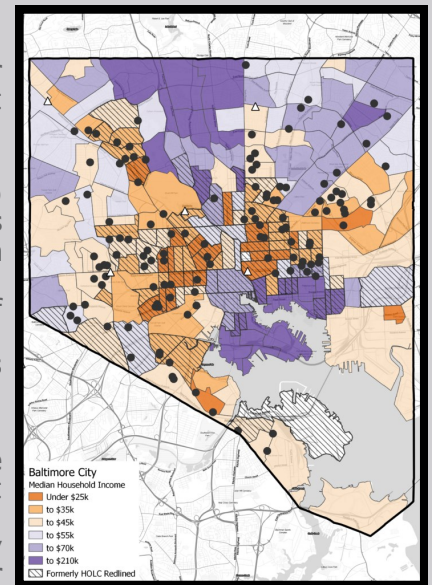 Baltimore City
Median Household Income
Under $25k
to $35k
to $45k
to $55k
to $70k
to $210k
Formerly HOLC Redlined